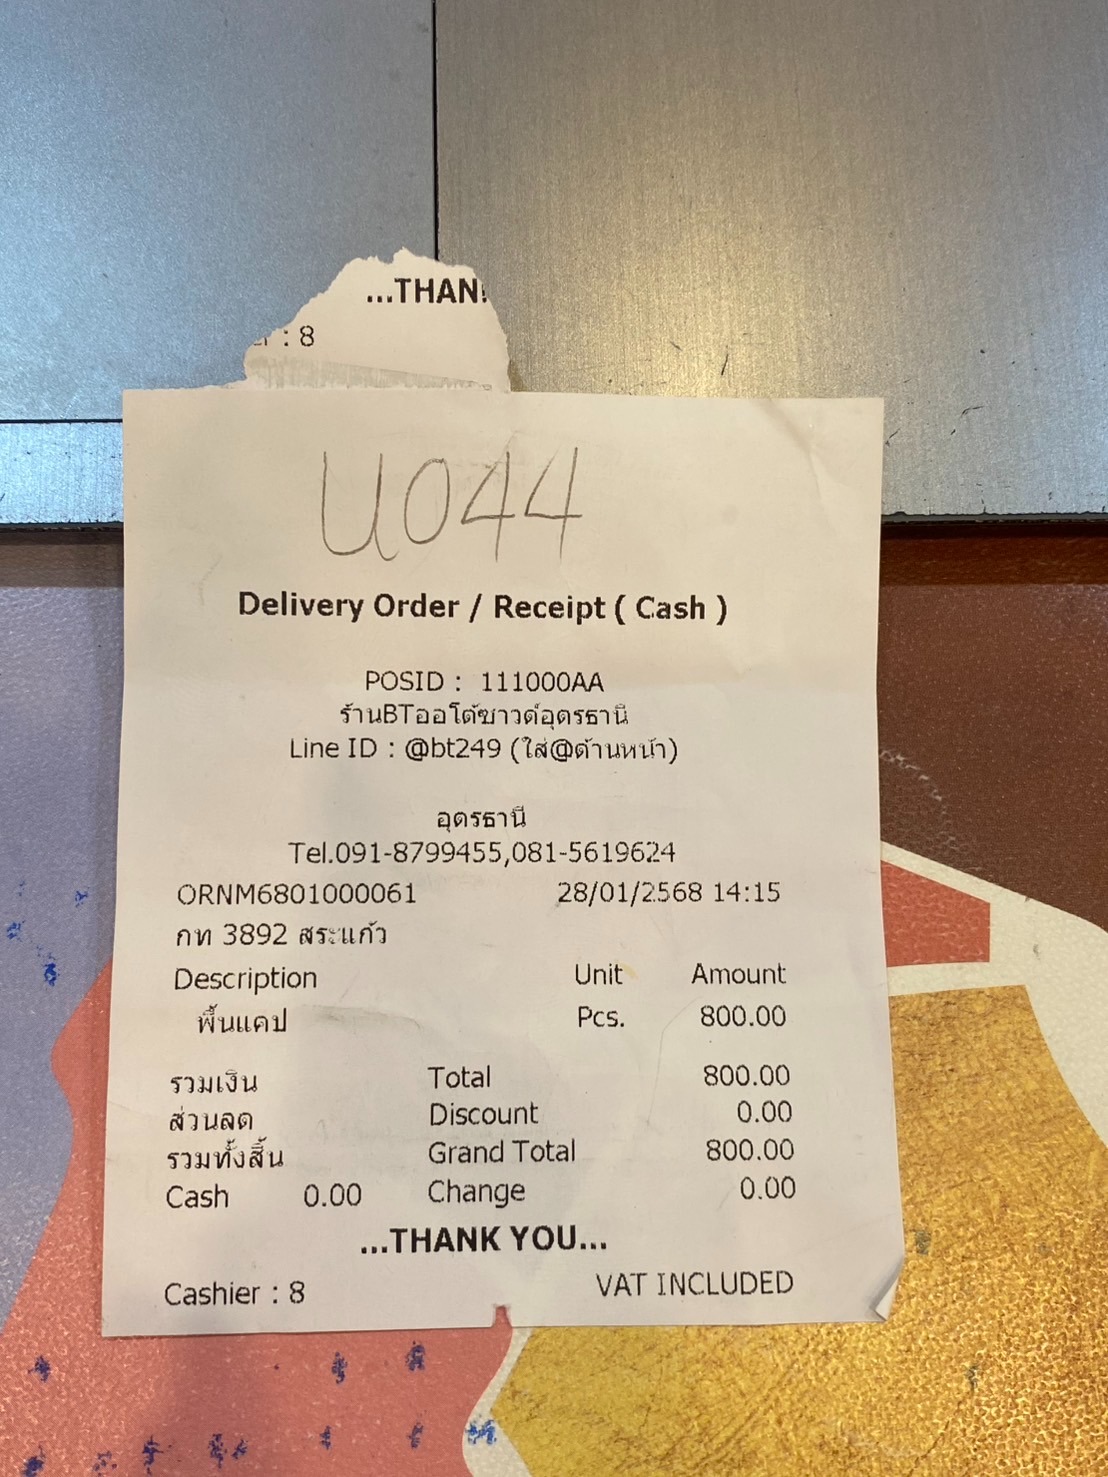 ...THAN
: 8
U044
Delivery Order / Receipt ( Cash )
POSID : 111000AA
ร้านBTออโต้ซาวด์อุดรธานี
Line ID : @bt249 (ใส่@ด้านหน้า)
อุดรธานี
Tel.091-8799455,081-5619624
ORNM6801000061 28/01/2568 14:15
กท 3892 สระแก้ว
Description Unit Amount
พื้นแคป Pcs. 800.00
รวมเงิน Total 800.00
ส่วนลด Discount 0.00
รวมทั้งสิ้น Grand Total 800.00
Cash 0.00 Change 0.00
...THANK YOU...
Cashier : 8 VAT INCLUDED